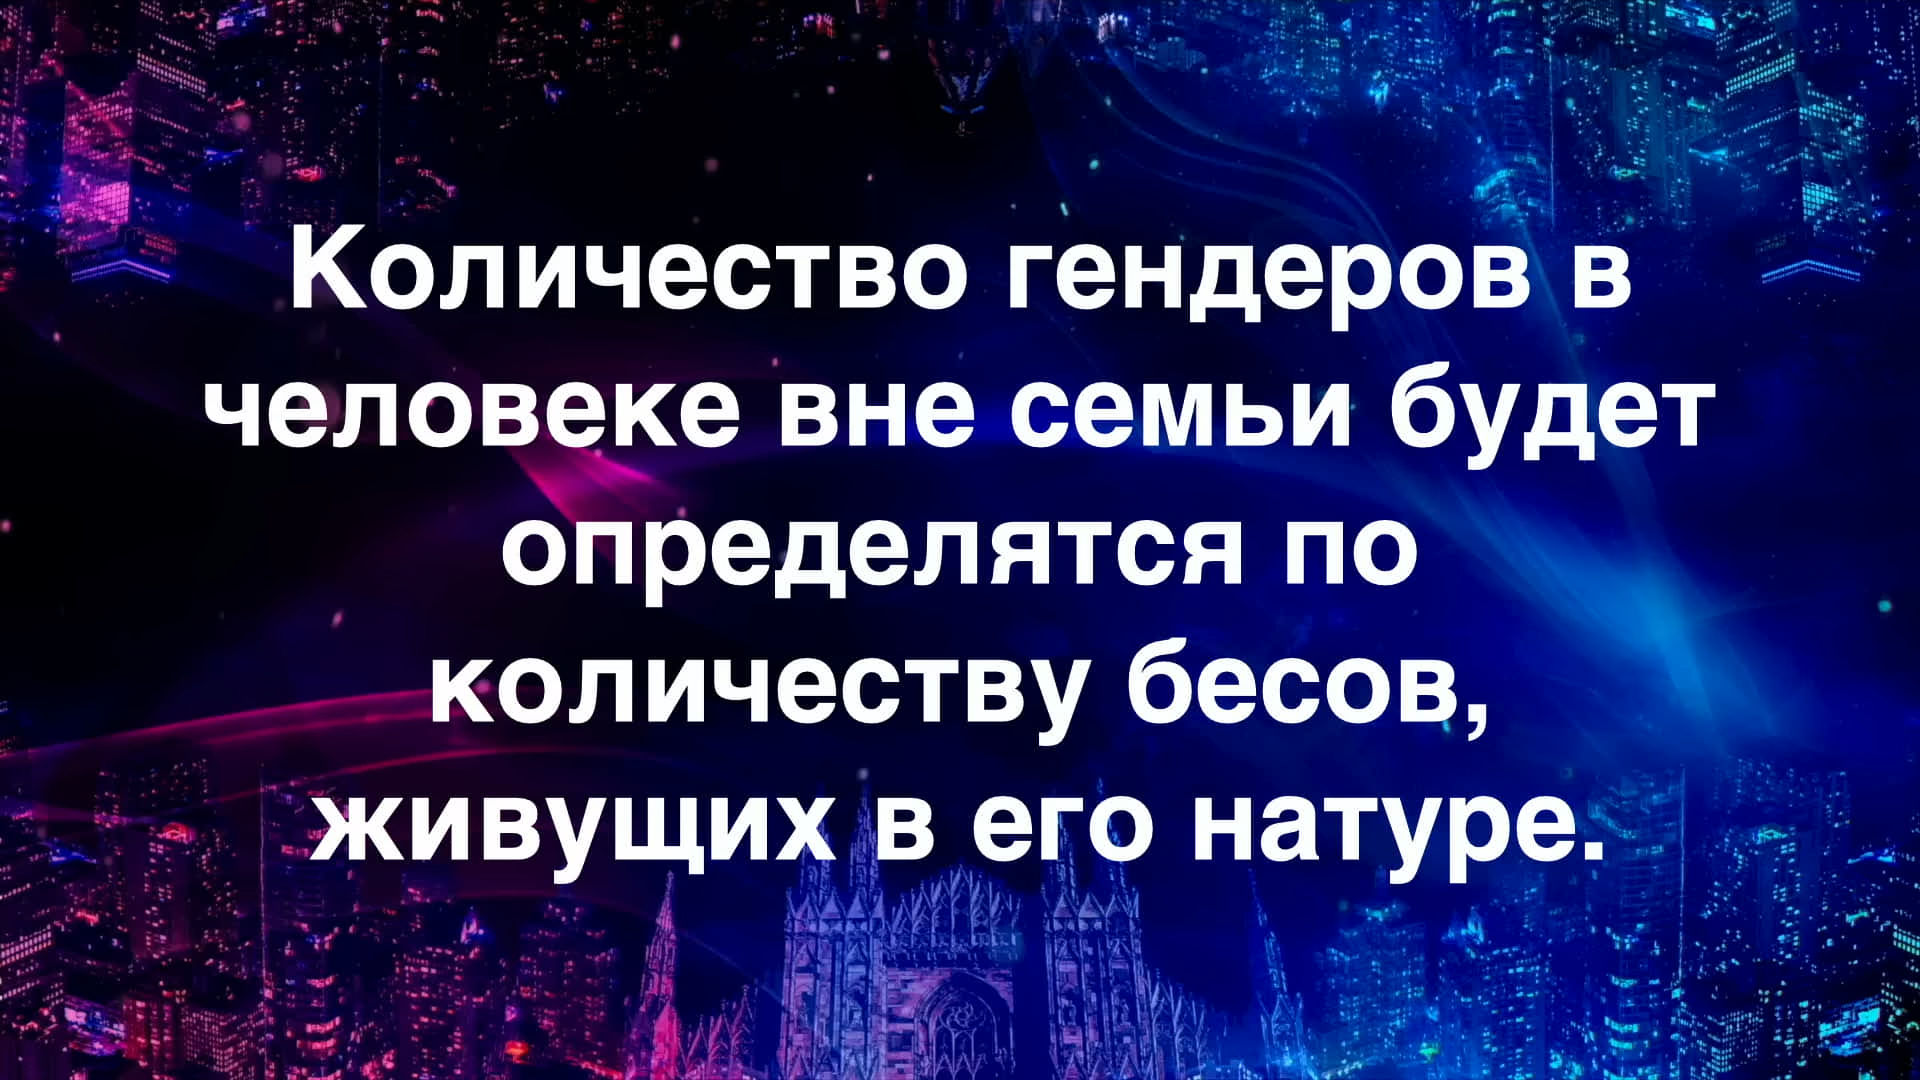 Количество гендеров в
человеке вне семьи будет
определятся по
количеству бесов,
живущих в его натуре.